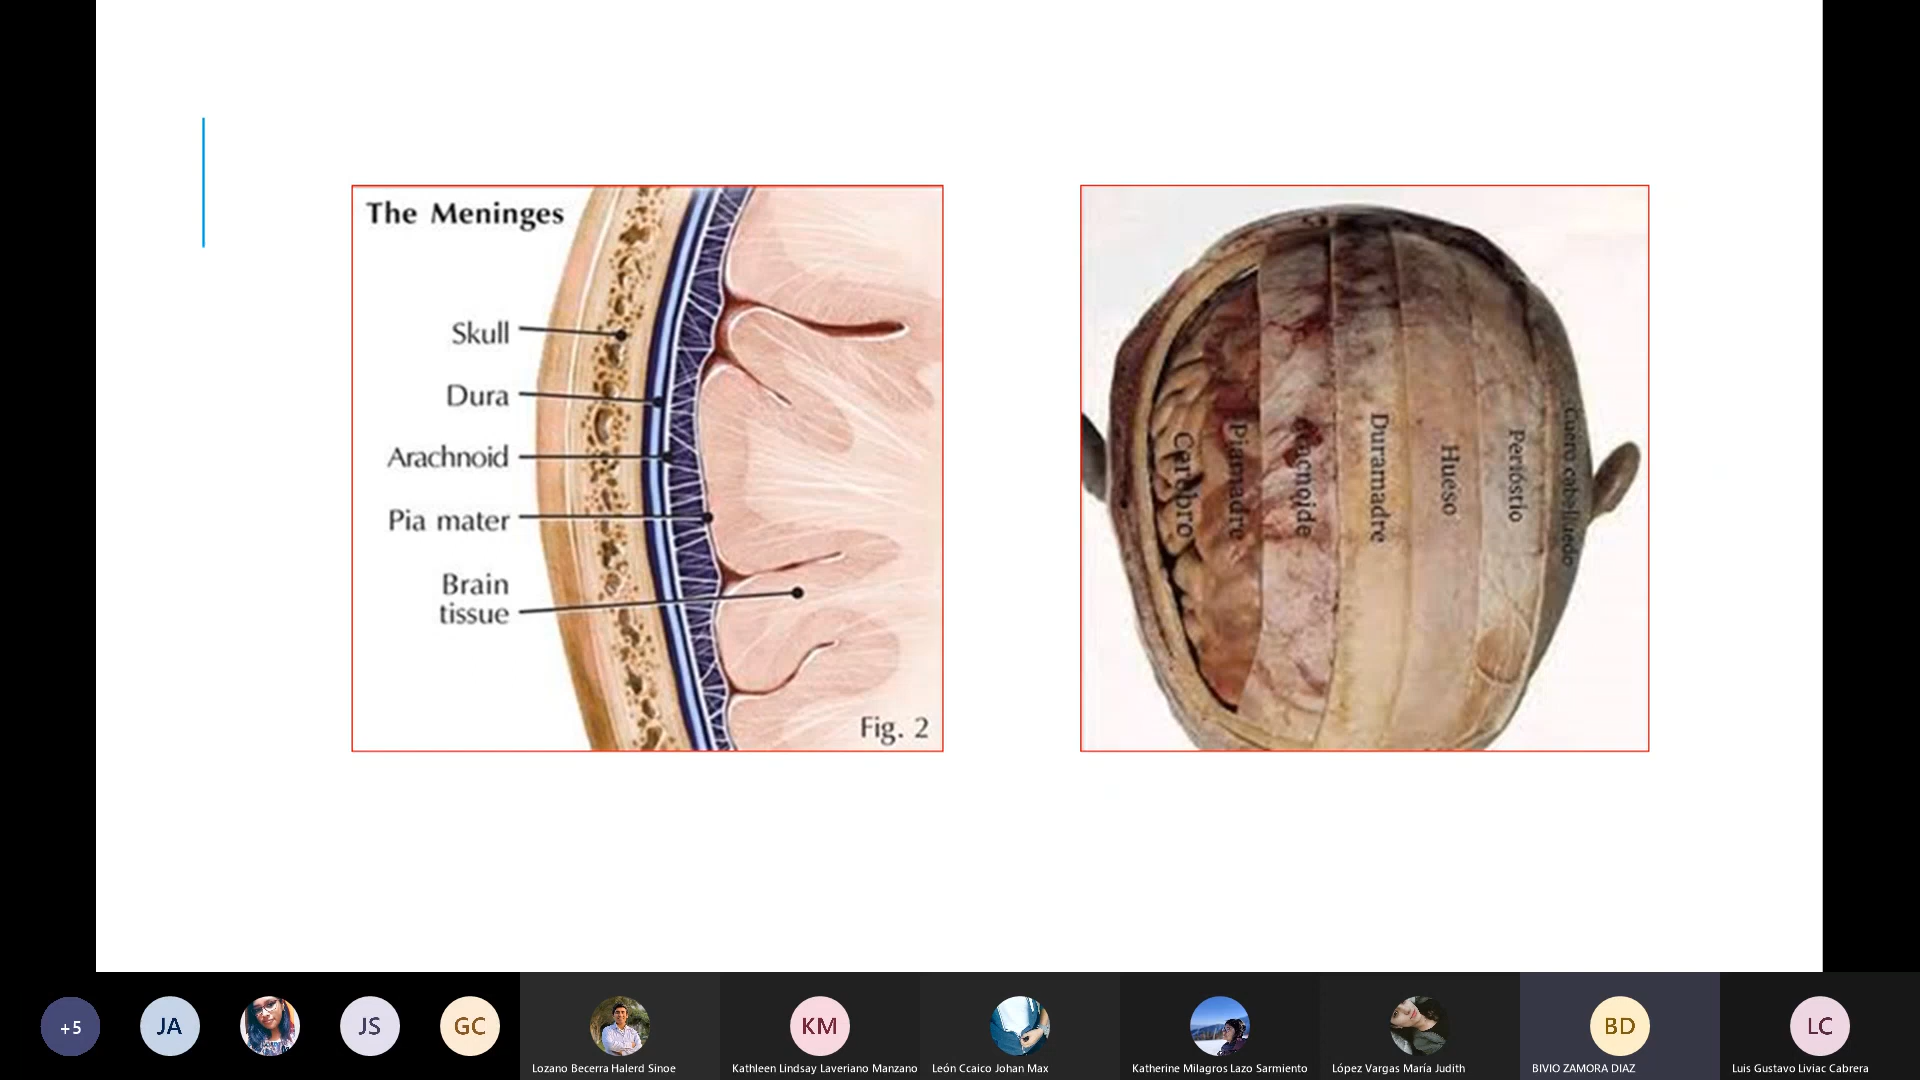 The Meninges
Skull
Dura
Arachnoid
Pia mater
Brain
tissue
Fig. 2
Cerebro
Piamadre
Duramadre
Hueso
Perióstio
Cuero cabelluedo
+5
JA
JS
GC
Lozano Becerra Halerd Sinoe
KM
Kathleen Lindsay Laveriano Manzano
León Ccaico Johan Max
Katherine Milagros Lazo Sarmiento
López Vargas María Judith
BD
BIVIO ZAMORA DIAZ
LC
Luis Gustavo Liviac Cabrera